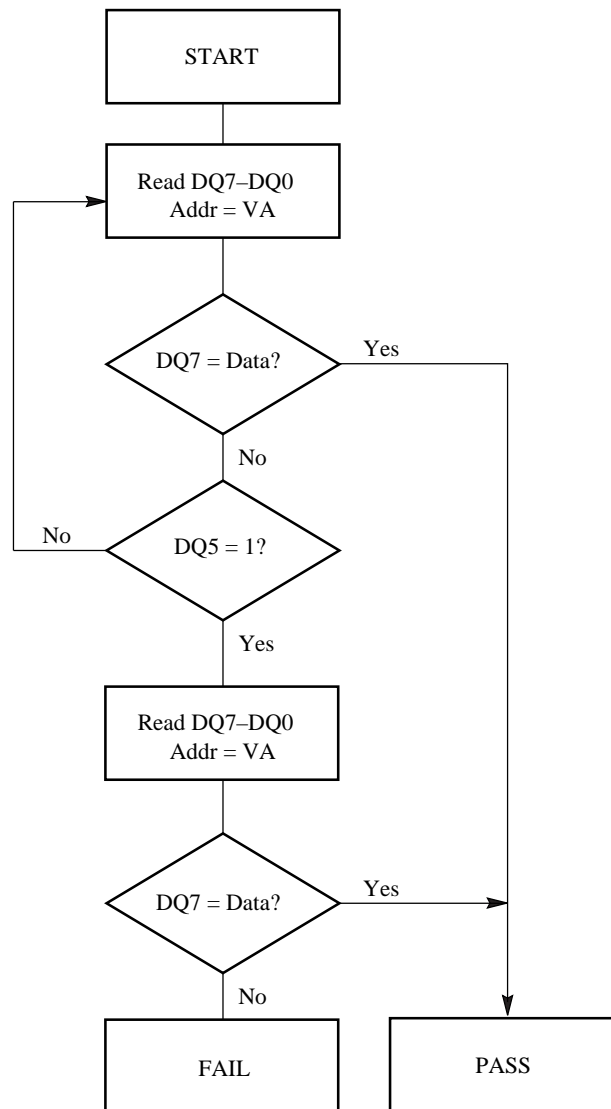 START
Read DQ7–DQ0
Addr = VA
DQ7 = Data?
Yes
No
No
DQ5 = 1?
Yes
Read DQ7–DQ0
Addr = VA
DQ7 = Data?
Yes
No
FAIL
PASS